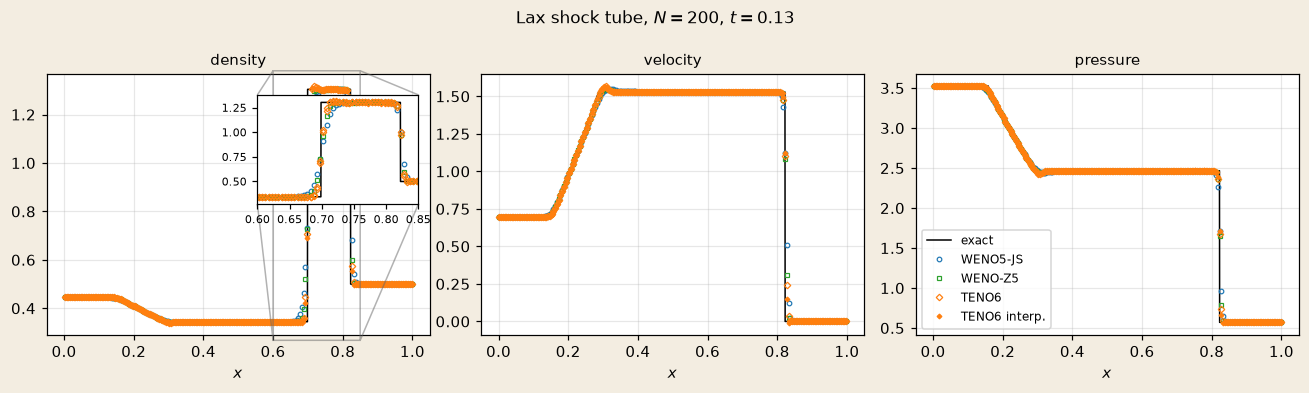 Lax shock tube, N = 200, t = 0.13
density
velocity
pressure
1.2
1.0
0.8
0.6
0.4
0.0 0.2 0.4 0.6 0.8 1.0
x
1.25
1.00
0.75
0.50
0.60 0.65 0.70 0.75 0.80 0.85
1.50
1.25
1.00
0.75
0.50
0.25
0.00
0.0 0.2 0.4 0.6 0.8 1.0
x
3.5
3.0
2.5
2.0
1.5
1.0
0.5
0.0 0.2 0.4 0.6 0.8 1.0
x
exact
WENO5-JS
WENO-Z5
TENO6
TENO6 interp.